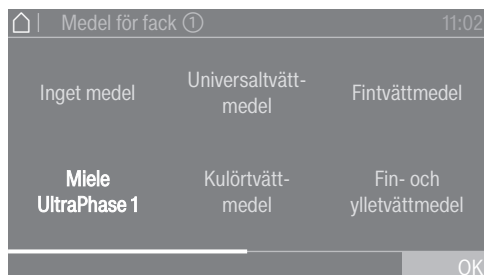 Medel för fack ① 11:02
Inget medel
Universaltvätt-
medel
Fintvättmedel
Miele
UltraPhase 1
Kulörtvätt-
medel
Fin- och
ylletvättmedel
OK